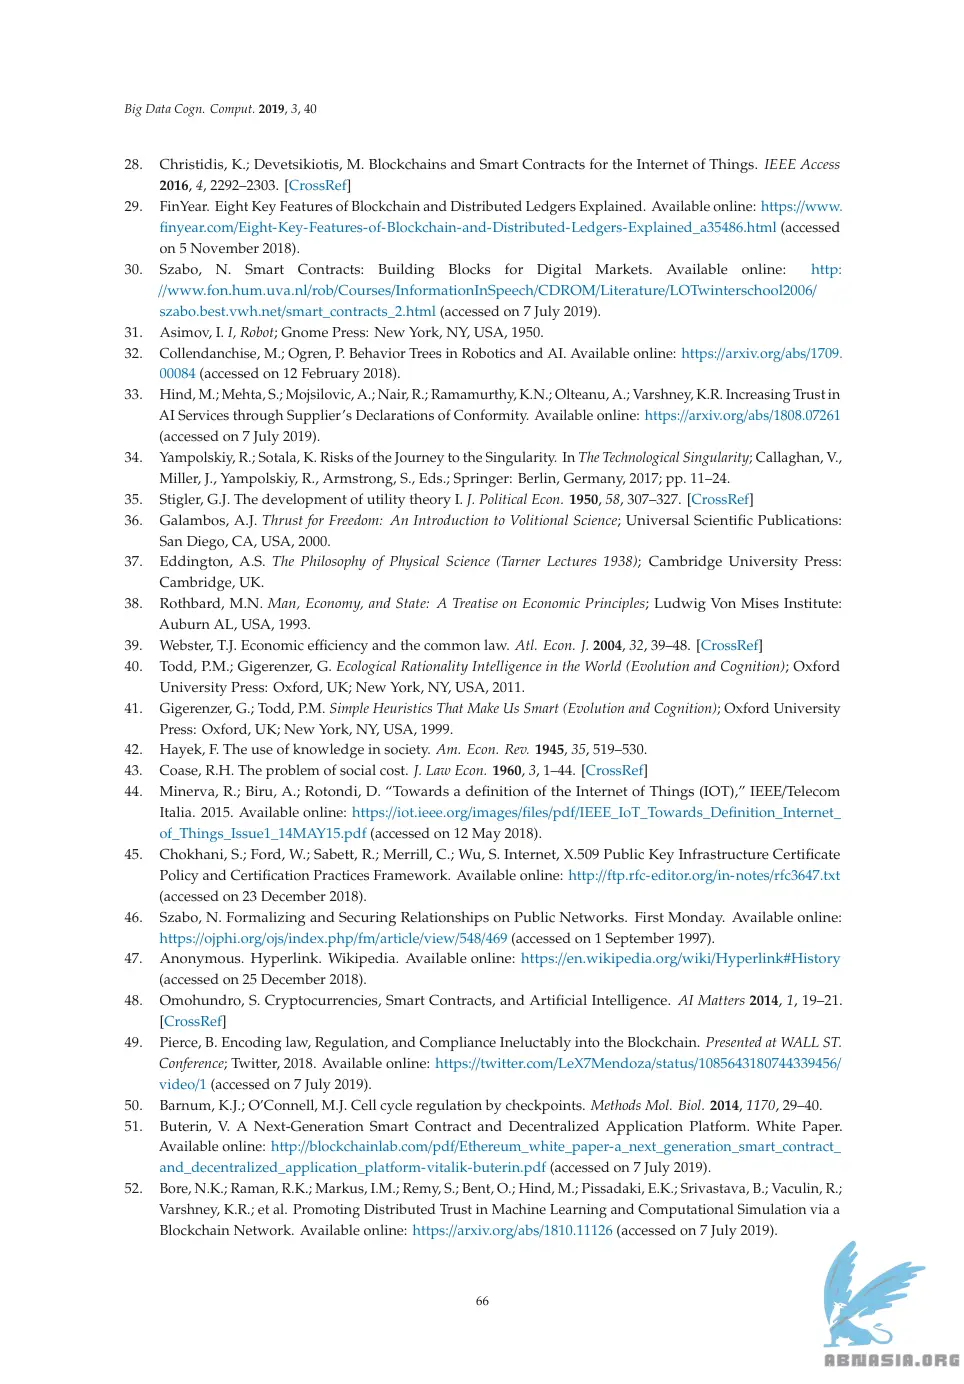 Big Data Cogn. Comput. 2019, 3, 40
28. Christidis, K.; Devetsikiotis, M. Blockchains and Smart Contracts for the Internet of Things. IEEE Access
2016, 4, 2292–2303. [CrossRef]
29. FinYear. Eight Key Features of Blockchain and Distributed Ledgers Explained. Available online: https://www.
finyear.com/Eight-Key-Features-of-Blockchain-and-Distributed-Ledgers-Explained_a35486.html (accessed
on 5 November 2018).
30. Szabo, N. Smart Contracts: Building Blocks for Digital Markets. Available online: http:
//www.fon.hum.uva.nl/rob/Courses/InformationInSpeech/CDROM/Literature/LOTwinterschool2006/
szabo.best.vwh.net/smart_contracts_2.html (accessed on 7 July 2019).
31. Asimov, I. I, Robot; Gnome Press: New York, NY, USA, 1950.
32. Collendanchise, M.; Ogren, P. Behavior Trees in Robotics and AI. Available online: https://arxiv.org/abs/1709.
00084 (accessed on 12 February 2018).
33. Hind, M.; Mehta, S.; Mojsilovic, A.; Nair, R.; Ramamurthy, K.N.; Olteanu, A.; Varshney, K.R. Increasing Trust in
AI Services through Supplier's Declarations of Conformity. Available online: https://arxiv.org/abs/1808.07261
(accessed on 7 July 2019).
34. Yampolskiy, R.; Sotala, K. Risks of the Journey to the Singularity. In The Technological Singularity; Callaghan, V.,
Miller, J., Yampolskiy, R., Armstrong, S., Eds.; Springer: Berlin, Germany, 2017; pp. 11–24.
35. Stigler, G.J. The development of utility theory I. J. Political Econ. 1950, 58, 307–327. [CrossRef]
36. Galambos, A.J. Thrust for Freedom: An Introduction to Volitional Science; Universal Scientific Publications:
San Diego, CA, USA, 2000.
37. Eddington, A.S. The Philosophy of Physical Science (Tarner Lectures 1938); Cambridge University Press:
Cambridge, UK.
38. Rothbard, M.N. Man, Economy, and State: A Treatise on Economic Principles; Ludwig Von Mises Institute:
Auburn AL, USA, 1993.
39. Webster, T.J. Economic efficiency and the common law. Atl. Econ. J. 2004, 32, 39–48. [CrossRef]
40. Todd, P.M.; Gigerenzer, G. Ecological Rationality Intelligence in the World (Evolution and Cognition); Oxford
University Press: Oxford, UK; New York, NY, USA, 2011.
41. Gigerenzer, G.; Todd, P.M. Simple Heuristics That Make Us Smart (Evolution and Cognition); Oxford University
Press: Oxford, UK; New York, NY, USA, 1999.
42. Hayek, F. The use of knowledge in society. Am. Econ. Rev. 1945, 35, 519–530.
43. Coase, R.H. The problem of social cost. J. Law Econ. 1960, 3, 1–44. [CrossRef]
44. Minerva, R.; Biru, A.; Rotondi, D. “Towards a definition of the Internet of Things (IOT),” IEEE/Telecom
Italia. 2015. Available online: https://iot.ieee.org/images/files/pdf/IEEE_IoT_Towards_Definition_Internet_
of_Things_Issue1_14MAY15.pdf (accessed on 12 May 2018).
45. Chokhani, S.; Ford, W.; Sabett, R.; Merrill, C.; Wu, S. Internet, X.509 Public Key Infrastructure Certificate
Policy and Certification Practices Framework. Available online: http://ftp.rfc-editor.org/in-notes/rfc3647.txt
(accessed on 23 December 2018).
46. Szabo, N. Formalizing and Securing Relationships on Public Networks. First Monday. Available online:
https://ojphi.org/ojs/index.php/fm/article/view/548/469 (accessed on 1 September 1997).
47. Anonymous. Hyperlink. Wikipedia. Available online: https://en.wikipedia.org/wiki/Hyperlink#History
(accessed on 25 December 2018).
48. Omohundro, S. Cryptocurrencies, Smart Contracts, and Artificial Intelligence. AI Matters 2014, 1, 19–21.
[CrossRef]
49. Pierce, B. Encoding law, Regulation, and Compliance Ineluctably into the Blockchain. Presented at WALL ST.
Conference; Twitter, 2018. Available online: https://twitter.com/LeX7Mendoza/status/1085643180744339456/
video/1 (accessed on 7 July 2019).
50. Barnum, K.J.; O'Connell, M.J. Cell cycle regulation by checkpoints. Methods Mol. Biol. 2014, 1170, 29–40.
51. Buterin, V. A Next-Generation Smart Contract and Decentralized Application Platform. White Paper.
Available online: http://blockchainlab.com/pdf/Ethereum_white_paper-a_next_generation_smart_contract_
and_decentralized_application_platform-vitalik-buterin.pdf (accessed on 7 July 2019).
52. Bore, N.K.; Raman, R.K.; Markus, I.M.; Remy, S.; Bent, O.; Hind, M.; Pissadaki, E.K.; Srivastava, B.; Vaculin, R.;
Varshney, K.R.; et al. Promoting Distributed Trust in Machine Learning and Computational Simulation via a
Blockchain Network. Available online: https://arxiv.org/abs/1810.11126 (accessed on 7 July 2019).
66
ABNASIA.ORG